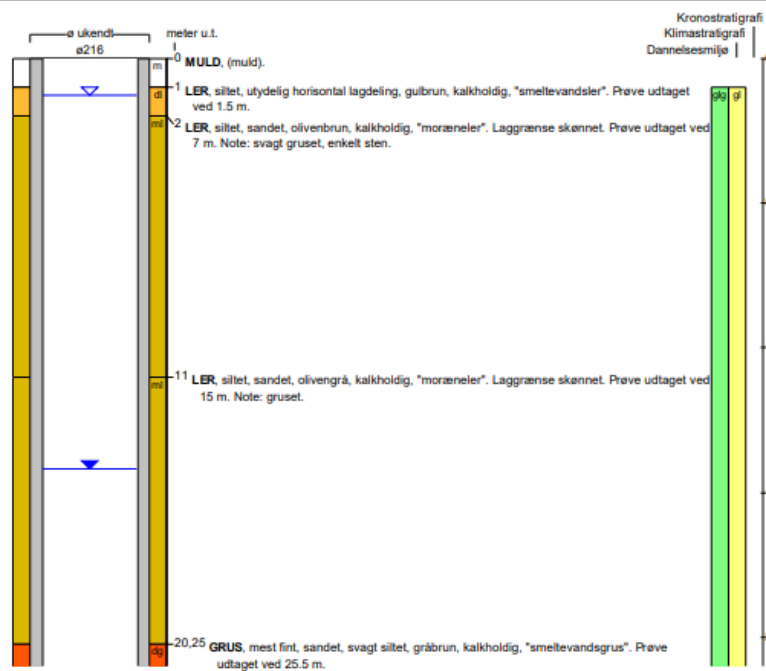 Kronostratigrafi
Klimastratigrafi
Dannelsesmiljø
ø ukendt
meter u.t.
ø216
0 MULD, (muld).
m
1 LER, siltet, utydelig horisontal lagdeling, gulbrun, kalkholdig, "smeltevandsler". Prøve udtaget
ved 1.5 m.
dl
glg gl
2 LER, siltet, sandet, olivenbrun, kalkholdig, "moræneler". Laggrænse skønnet. Prøve udtaget ved
7 m. Note: svagt gruset, enkelt sten.
ml
11 LER, siltet, sandet, olivengrå, kalkholdig, "moræneler". Laggrænse skønnet. Prøve udtaget ved
15 m. Note: gruset.
ml
20,25 GRUS, mest fint, sandet, svagt siltet, gråbrun, kalkholdig, "smeltevandsgrus". Prøve
udtaget ved 25.5 m.
dg